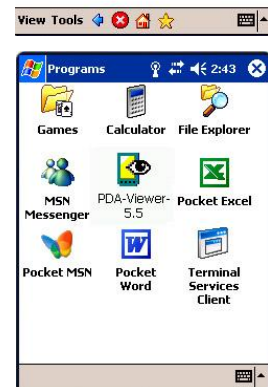 View Tools
Programs 2:43
Games Calculator File Explorer
MSN Messenger PDA-Viewer-5.5 Pocket Excel
Pocket MSN Pocket Word Terminal Services Client